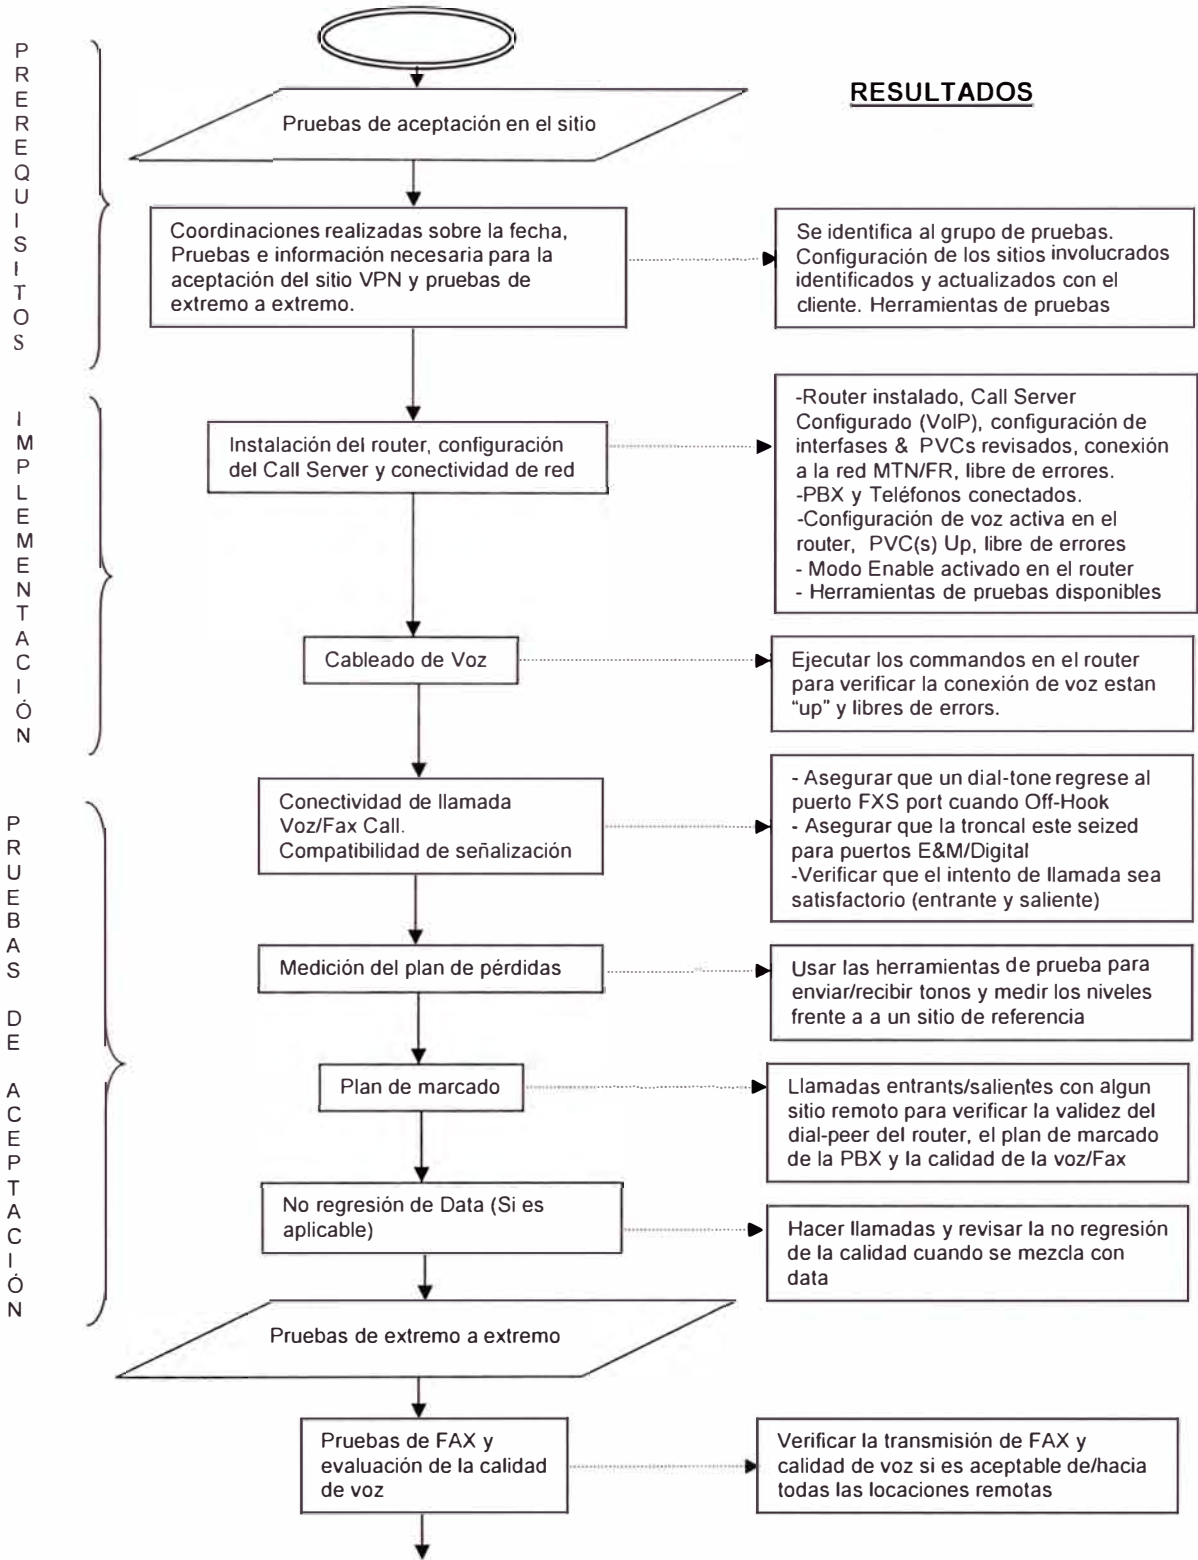 PREREQUISITOS
RESULTADOS
Pruebas de aceptación en el sitio
Coordinaciones realizadas sobre la fecha,
Pruebas e información necesaria para la
aceptación del sitio VPN y pruebas de
extremo a extremo.
Se identifica al grupo de pruebas.
Configuración de los sitios involucrados
identificados y actualizados con el
cliente. Herramientas de pruebas
IMPLEMENTACIÓN
Instalación del router, configuración
del Call Server y conectividad de red
-Router instalado, Call Server
Configurado (VoIP), configuración de
interfases & PVCs revisados, conexión
a la red MTN/FR, libre de errores.
-PBX y Teléfonos conectados.
-Configuración de voz activa en el
router, PVC(s) Up, libre de errores
- Modo Enable activado en el router
- Herramientas de pruebas disponibles
Cableado de Voz
Ejecutar los commandos en el router
para verificar la conexión de voz estan
"up" y libres de errors.
PRUEBAS DE ACEPTACIÓN
Conectividad de llamada
Voz/Fax Call.
Compatibilidad de señalización
- Asegurar que un dial-tone regrese al
puerto FXS port cuando Off-Hook
- Asegurar que la troncal este seized
para puertos E&M/Digital
-Verificar que el intento de llamada sea
satisfactorio (entrante y saliente)
Medición del plan de pérdidas
Usar las herramientas de prueba para
enviar/recibir tonos y medir los niveles
frente a a un sitio de referencia
Plan de marcado
Llamadas entrants/salientes con algun
sitio remoto para verificar la validez del
dial-peer del router, el plan de marcado
de la PBX y la calidad de la voz/Fax
No regresión de Data (Si es
aplicable)
Hacer llamadas y revisar la no regresión
de la calidad cuando se mezcla con
data
Pruebas de extremo a extremo
Pruebas de FAX y
evaluación de la calidad
de voz
Verificar la transmisión de FAX y
calidad de voz si es aceptable de/hacia
todas las locaciones remotas